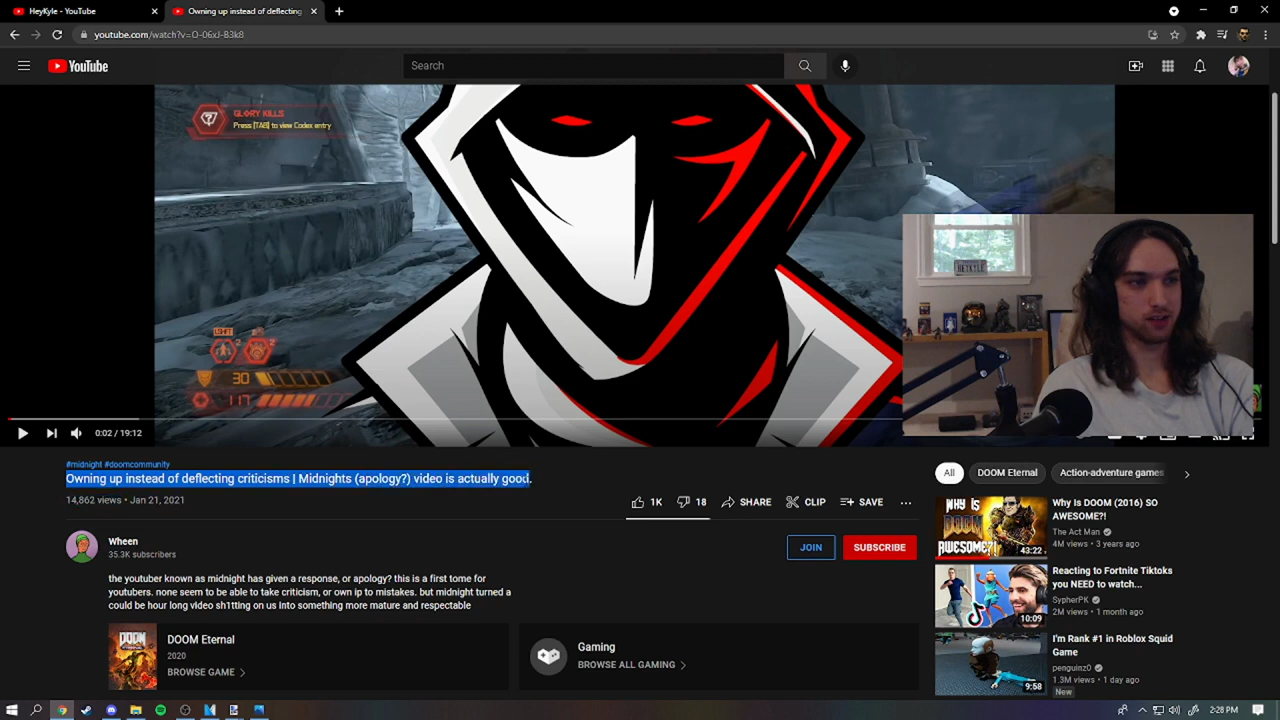 HeyKyle - YouTube
Owning up instead of deflecting
youtube.com/watch?v=O-06xJ-B3k8
YouTube
Search
GLORY KILLS
Press [TAB] to view Codex entry
HEYKYLE
30
117
0:02 / 19:12
#midnight #doomcommunity
Owning up instead of deflecting criticisms | Midnights (apology?) video is actually good.
14,862 views • Jan 21, 2021
1K
18
SHARE
CLIP
SAVE
Wheen
35.3K subscribers
JOIN
SUBSCRIBE
the youtuber known as midnight has given a response, or apology? this is a first tome for
youtubers. none seem to be able to take criticism, or own ip to mistakes. but midnight turned a
could be hour long video sh1tting on us into something more mature and respectable
DOOM Eternal
2020
BROWSE GAME
Gaming
BROWSE ALL GAMING
All
DOOM Eternal
Action-adventure games
WHY IS
DOOM
AWESOME?!
43:22
Why Is DOOM (2016) SO
AWESOME?!
The Act Man
4M views • 3 years ago
10:09
Reacting to Fortnite Tiktoks
you NEED to watch...
SypherPK
2M views • 1 month ago
9:58
I'm Rank #1 in Roblox Squid
Game
penguinz0
1.3M views • 1 day ago
New
2:28 PM